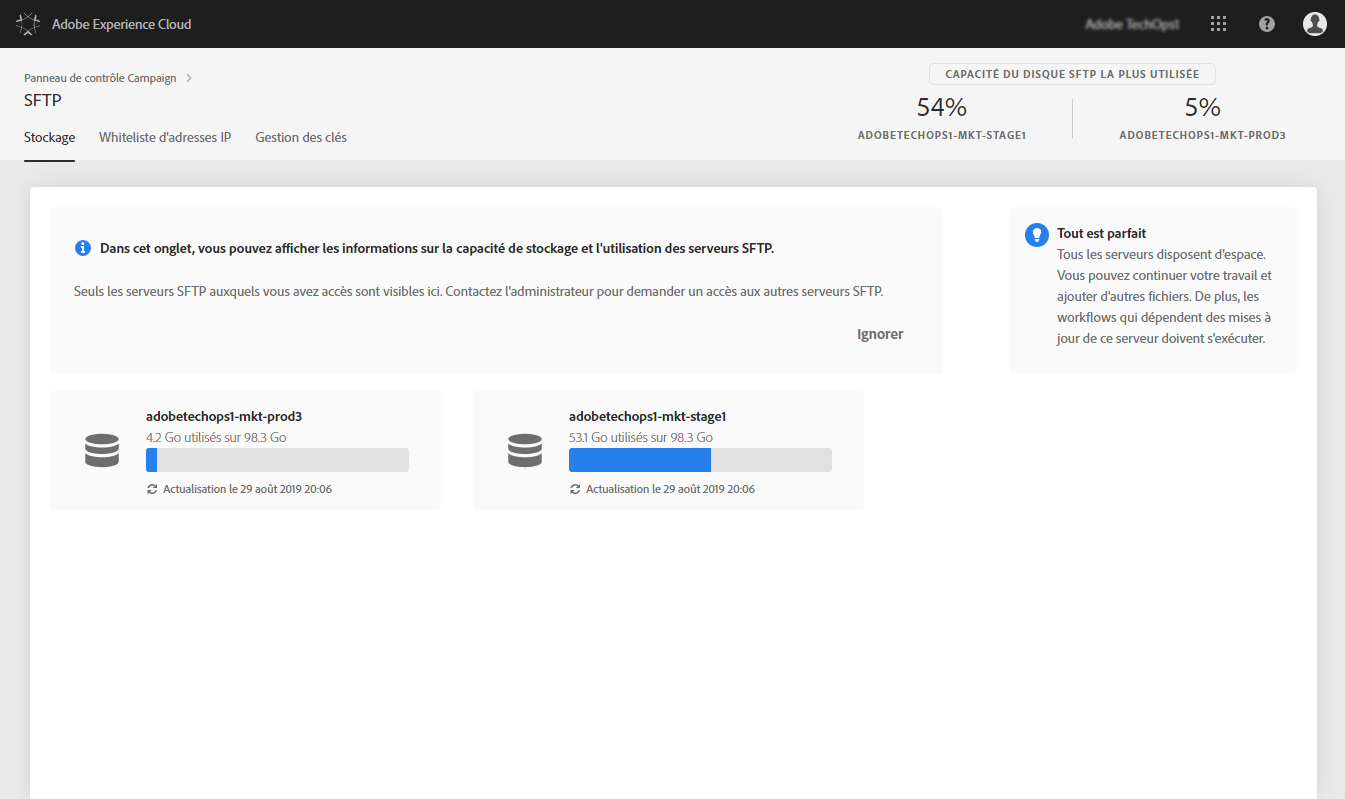 Adobe Experience Cloud
Adobe TechOps1
Panneau de contrôle Campaign
SFTP
Stockage Whiteliste d'adresses IP Gestion des clés
CAPACITÉ DU DISQUE SFTP LA PLUS UTILISÉE
54% 5%
ADOBETECHOPS1-MKT-STAGE1 ADOBETECHOPS1-MKT-PROD3
Dans cet onglet, vous pouvez afficher les informations sur la capacité de stockage et l'utilisation des serveurs SFTP.
Seuls les serveurs SFTP auxquels vous avez accès sont visibles ici. Contactez l'administrateur pour demander un accès aux autres serveurs SFTP.
Ignorer
Tout est parfait
Tous les serveurs disposent d'espace.
Vous pouvez continuer votre travail et
ajouter d'autres fichiers. De plus, les
workflows qui dépendent des mises à
jour de ce serveur doivent s'exécuter.
adobetechops1-mkt-prod3
4.2 Go utilisés sur 98.3 Go
Actualisation le 29 août 2019 20:06
adobetechops1-mkt-stage1
53.1 Go utilisés sur 98.3 Go
Actualisation le 29 août 2019 20:06